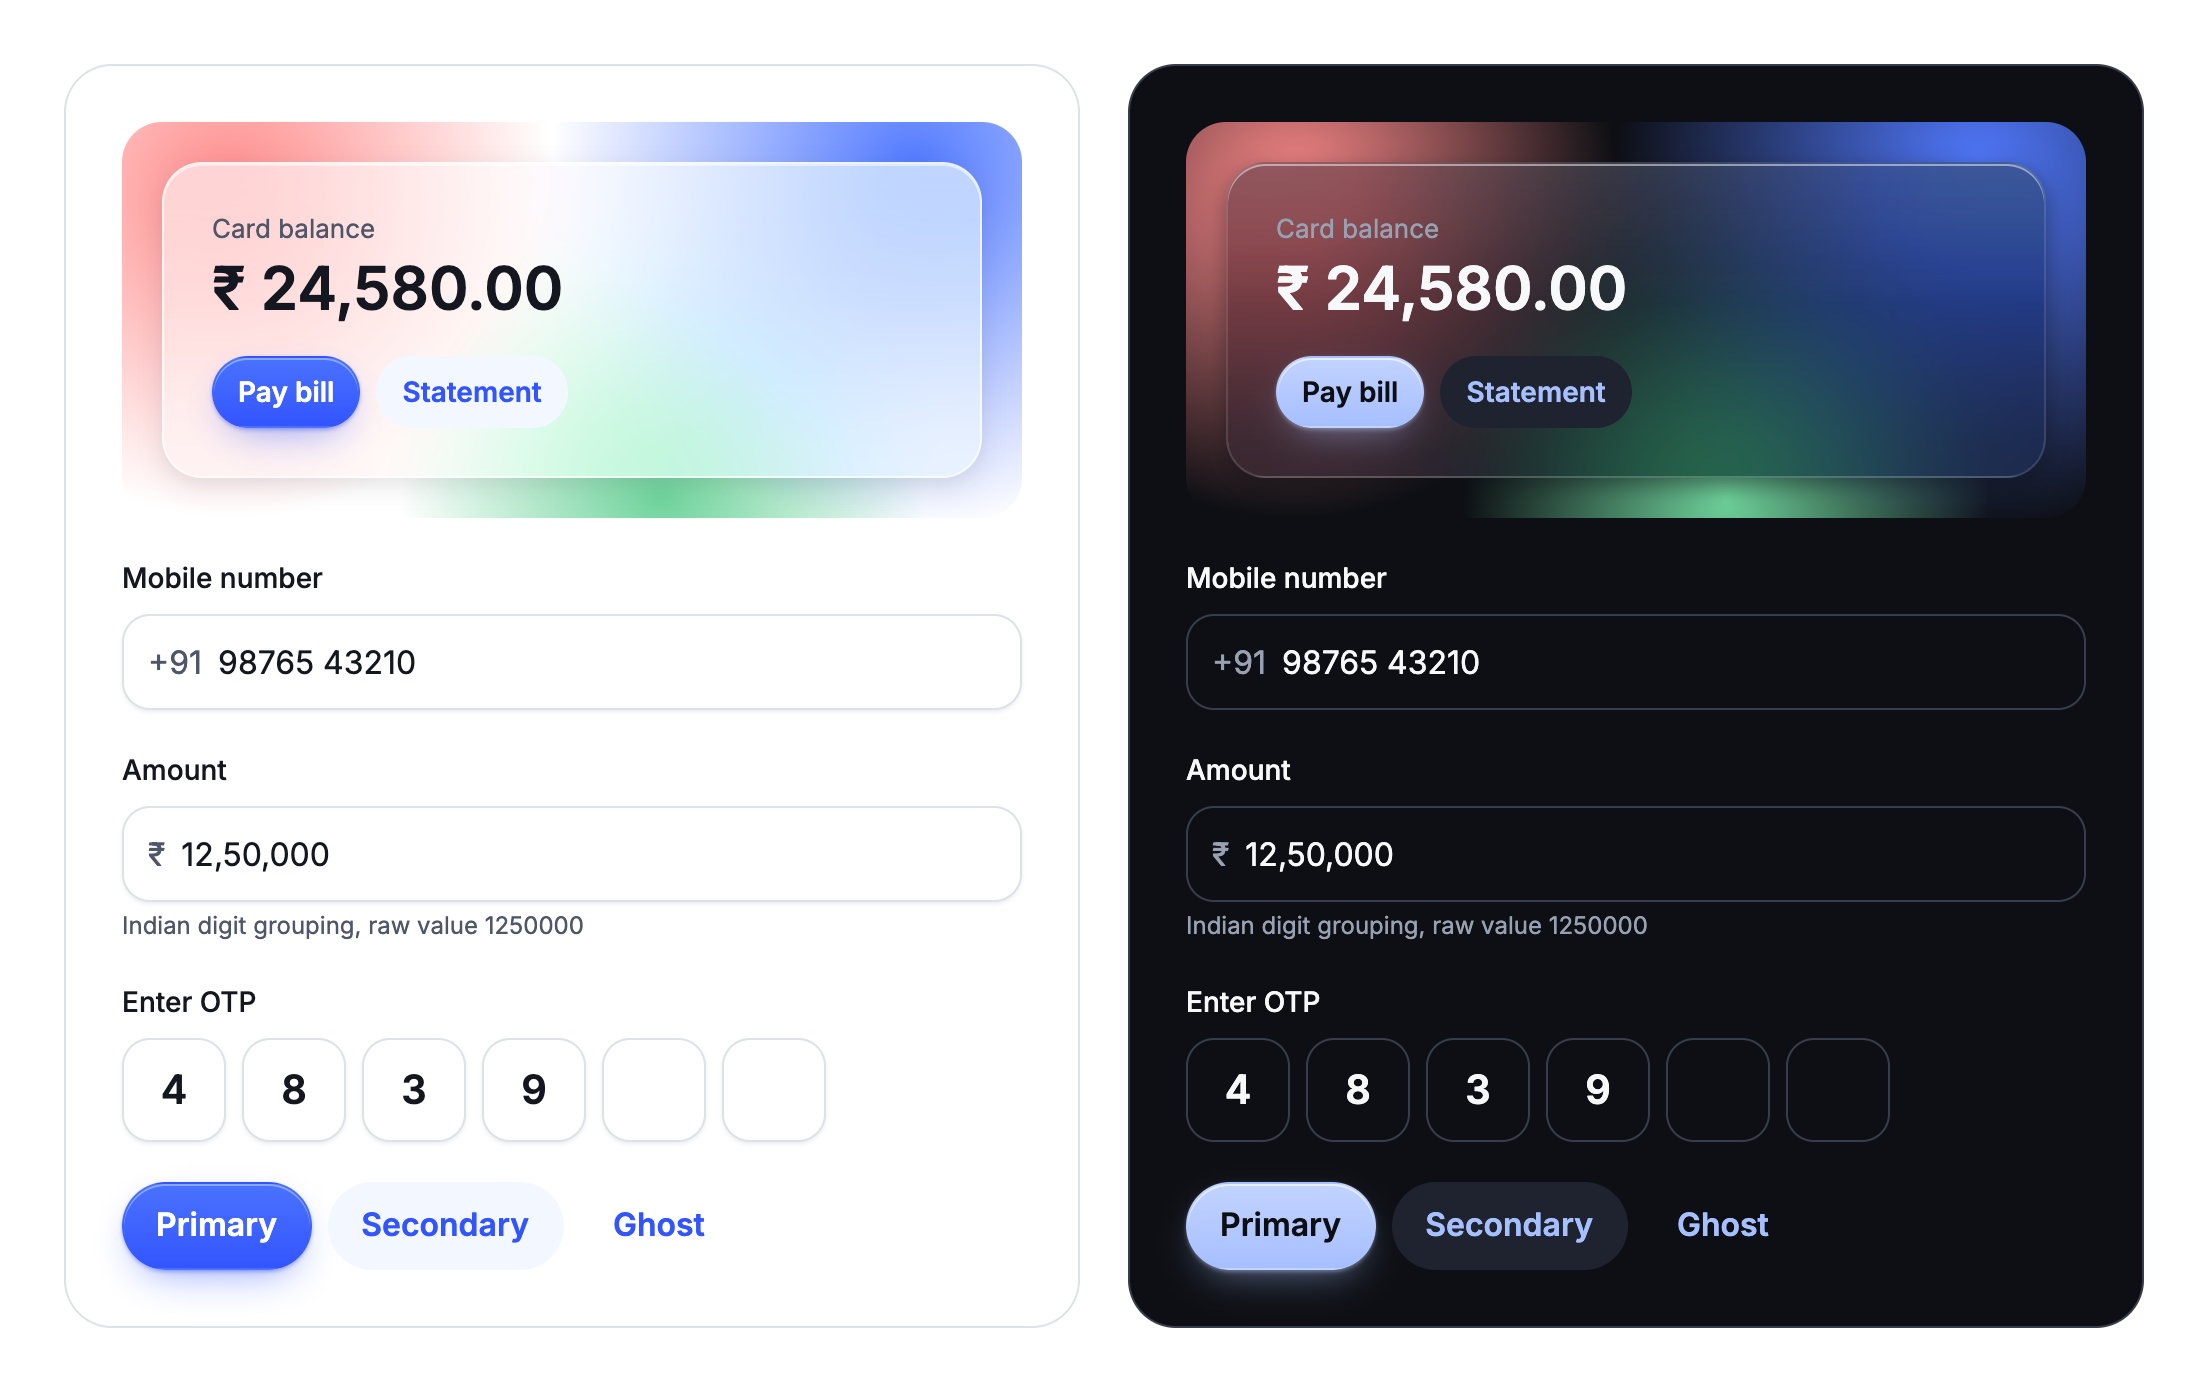 Card balance
₹ 24,580.00
Pay bill Statement
Mobile number
+91 98765 43210
Amount
₹ 12,50,000
Indian digit grouping, raw value 1250000
Enter OTP
4 8 3 9
Primary Secondary Ghost
Card balance
₹ 24,580.00
Pay bill Statement
Mobile number
+91 98765 43210
Amount
₹ 12,50,000
Indian digit grouping, raw value 1250000
Enter OTP
4 8 3 9
Primary Secondary Ghost